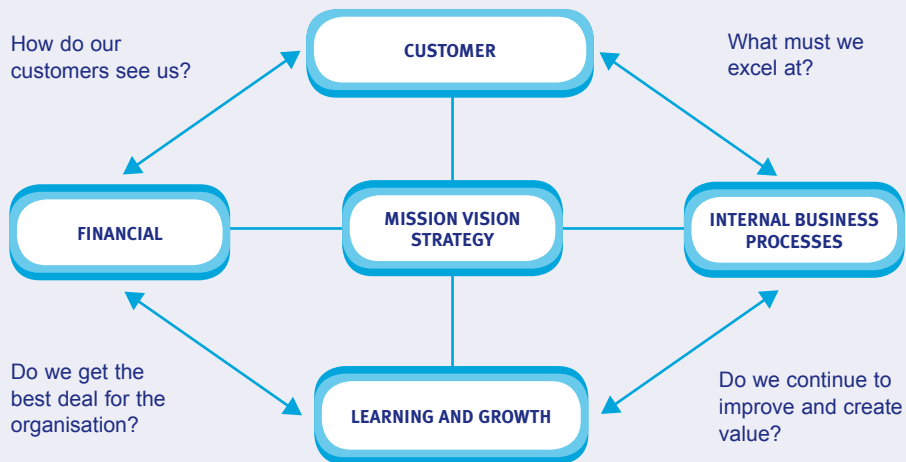 How do our
customers see us?
CUSTOMER
What must we
excel at?
FINANCIAL
MISSION VISION
STRATEGY
INTERNAL BUSINESS
PROCESSES
Do we get the
best deal for the
organisation?
LEARNING AND GROWTH
Do we continue to
improve and create
value?